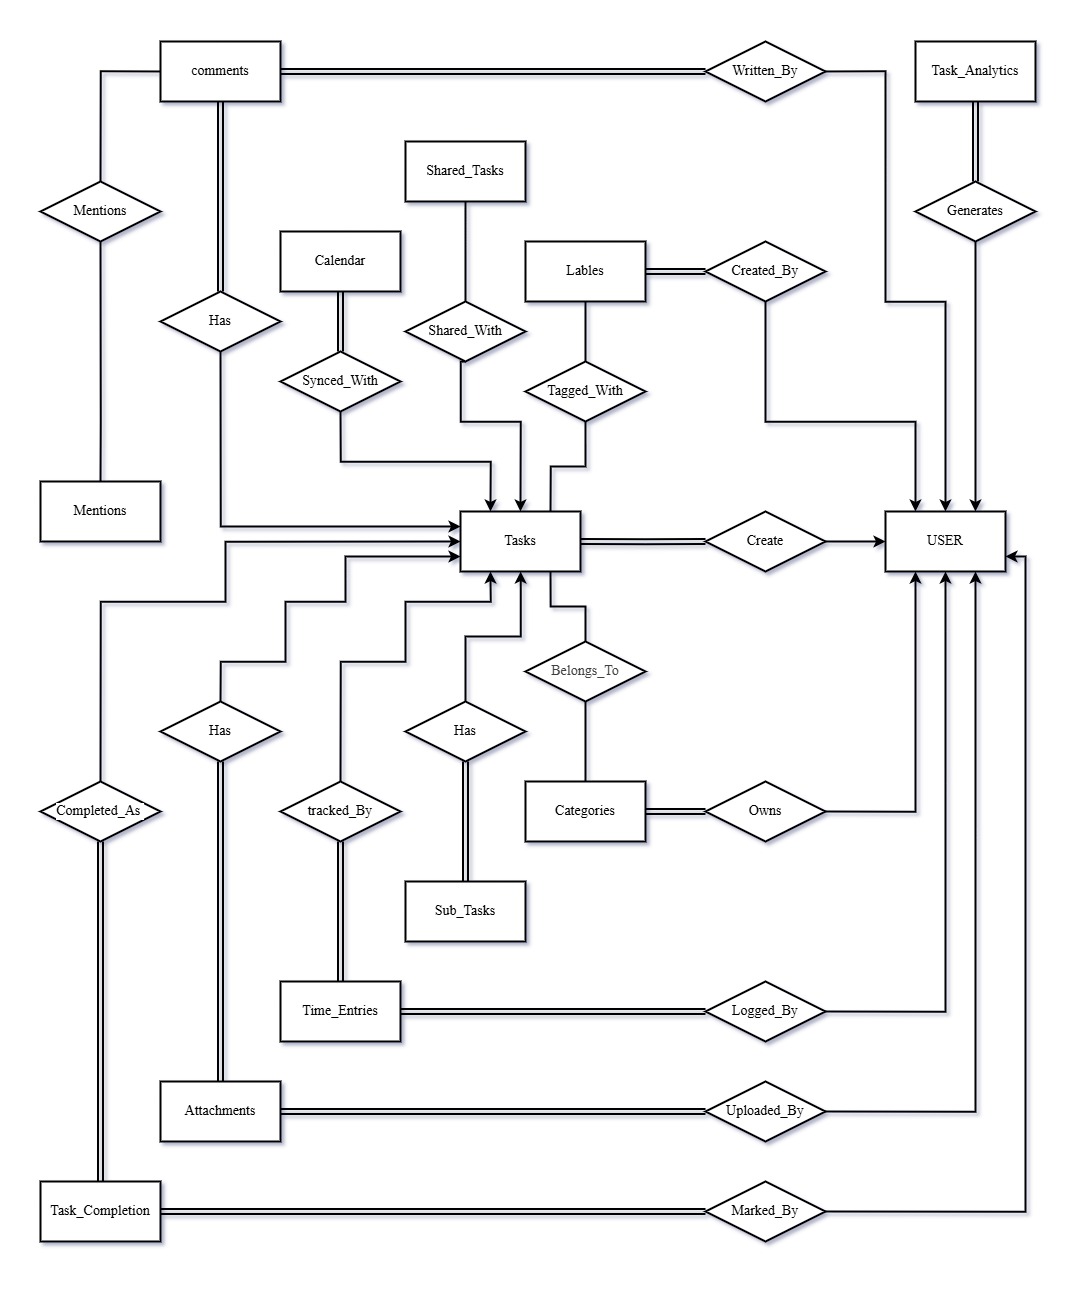 comments
Written_By
Task_Analytics
Shared_Tasks
Mentions
Generates
Calendar
Lables
Created_By
Has
Shared_With
Synced_With
Tagged_With
Mentions
Tasks
Create
USER
Belongs_To
Has
Has
Completed_As
tracked_By
Categories
Owns
Sub_Tasks
Time_Entries
Logged_By
Attachments
Uploaded_By
Task_Completion
Marked_By